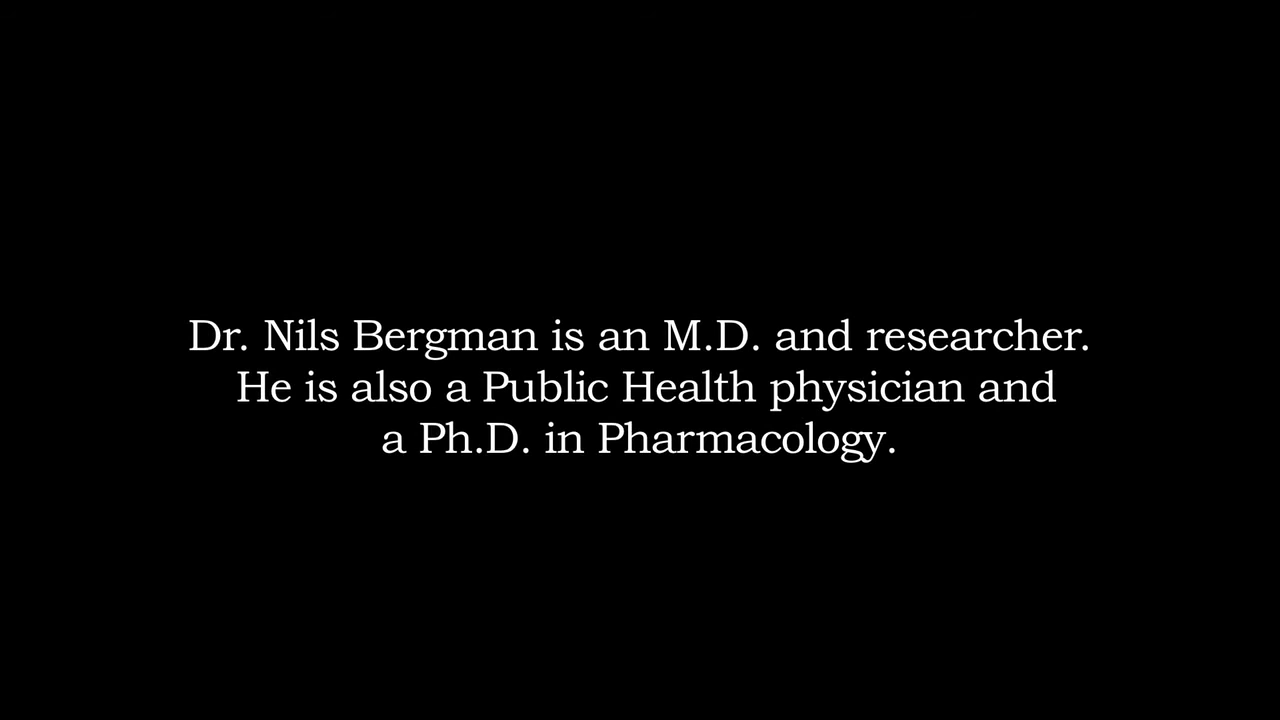 Dr. Nils Bergman is an M.D. and researcher.
He is also a Public Health physician and
a Ph.D. in Pharmacology.